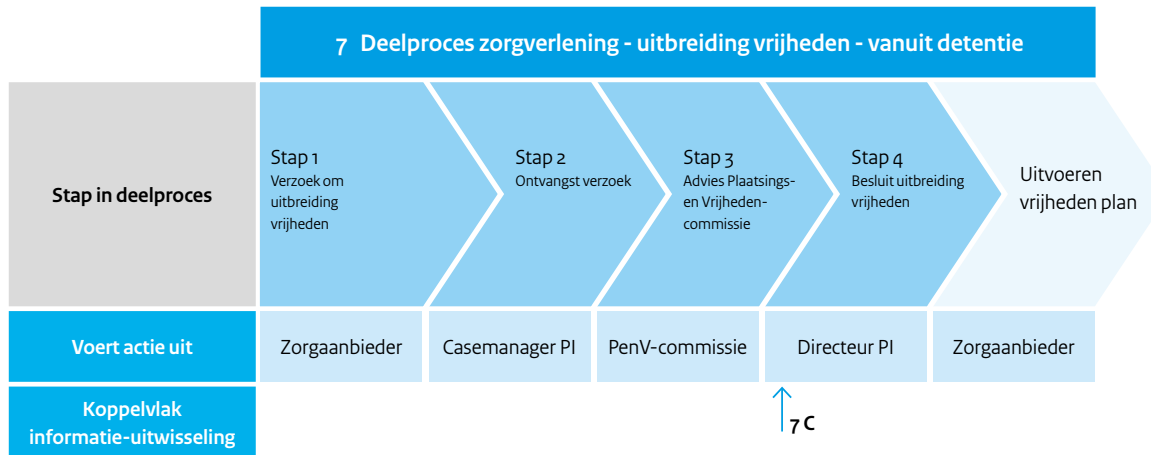 7 Deelproces zorgverlening - uitbreiding vrijheden - vanuit detentie
Stap in deelproces
Stap 1
Verzoek om
uitbreiding
vrijheden
Stap 2
Ontvangst verzoek
Stap 3
Advies Plaatsings-
en Vrijheden-
commissie
Stap 4
Besluit uitbreiding
vrijheden
Uitvoeren
vrijheden plan
Voert actie uit
Zorgaanbieder
Casemanager PI
PenV-commissie
Directeur PI
Zorgaanbieder
Koppelvlak
informatie-uitwisseling
7 C